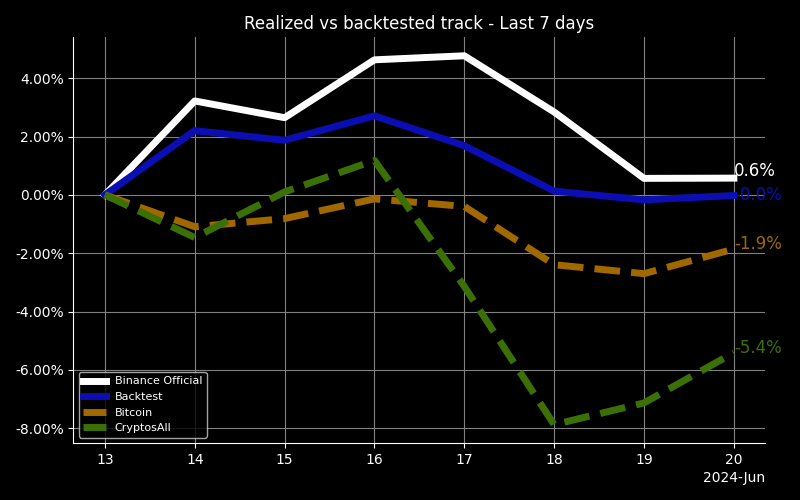 Realized vs backtested track - Last 7 days
4.00%
2.00%
0.00%
-2.00%
-4.00%
-6.00%
-8.00%
0.6%
-0.0%
-1.9%
-5.4%
Binance Official
Backtest
Bitcoin
CryptosAll
13 14 15 16 17 18 19 20
2024-Jun